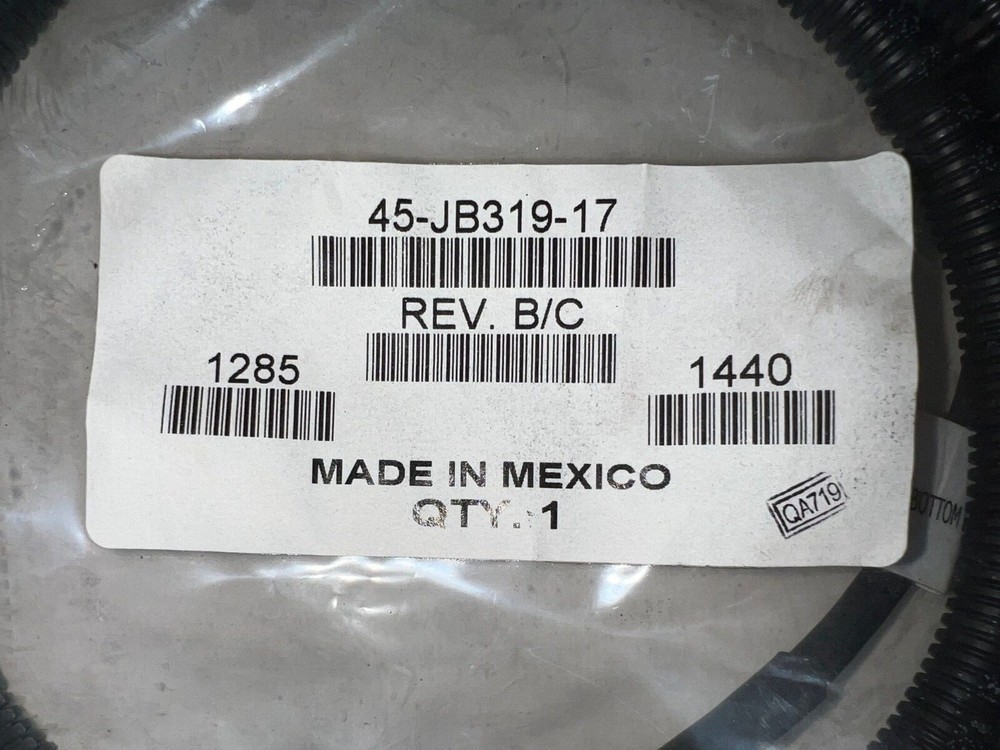 45-JB319-17
REV. B/C
1285
1440
MADE IN MEXICO
QTY.: 1
QA719
BOTTOM